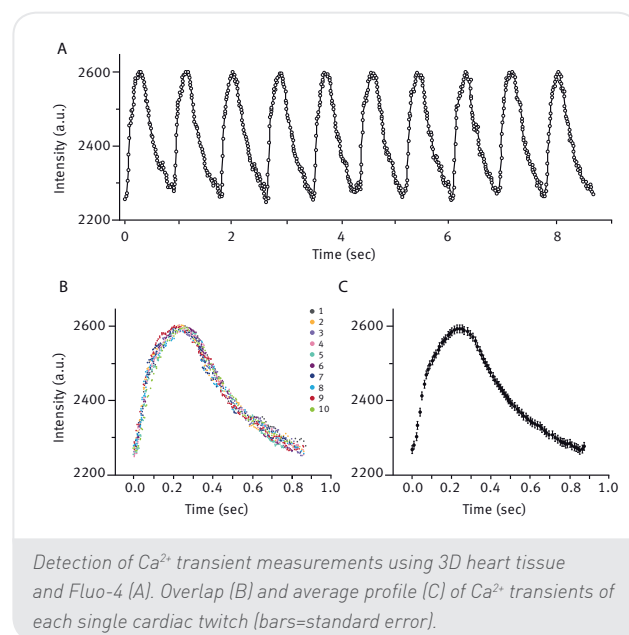 A
2600
2400
2200
Intensity (a.u.)
0 2 4 6 8
Time (sec)
B
2600
2400
2200
Intensity (a.u.)
0.0 0.2 0.4 0.6 0.8 1.0
Time (sec)
1
2
3
4
5
6
7
8
9
10
C
2600
2400
2200
0.0 0.2 0.4 0.6 0.8 1.0
Time (sec)
Detection of Ca²⁺ transient measurements using 3D heart tissue
and Fluo-4 (A). Overlap (B) and average profile (C) of Ca²⁺ transients of
each single cardiac twitch (bars=standard error).